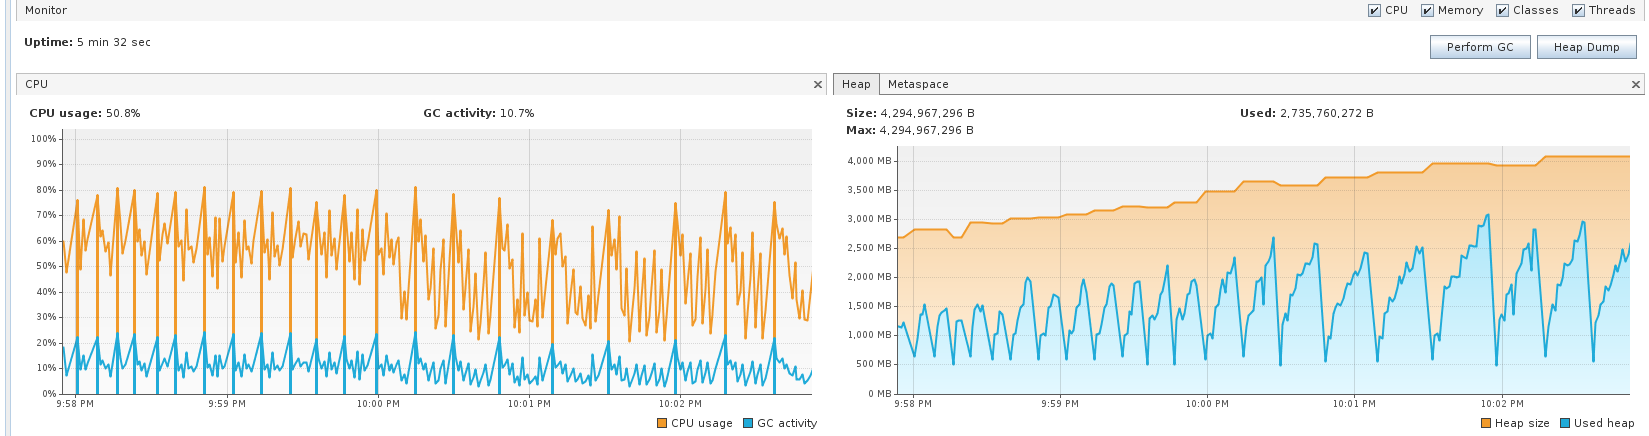 Monitor
CPU Memory Classes Threads
Uptime: 5 min 32 sec
Perform GC Heap Dump
CPU
CPU usage: 50.8% GC activity: 10.7%
100%
90%
80%
70%
60%
50%
40%
30%
20%
10%
0%
9:58 PM 9:59 PM 10:00 PM 10:01 PM 10:02 PM
CPU usage GC activity
Heap Metaspace
Size: 4,294,967,296 B Used: 2,735,760,272 B
Max: 4,294,967,296 B
4,000 MB
3,500 MB
3,000 MB
2,500 MB
2,000 MB
1,500 MB
1,000 MB
500 MB
0 MB
9:58 PM 9:59 PM 10:00 PM 10:01 PM 10:02 PM
Heap size Used heap